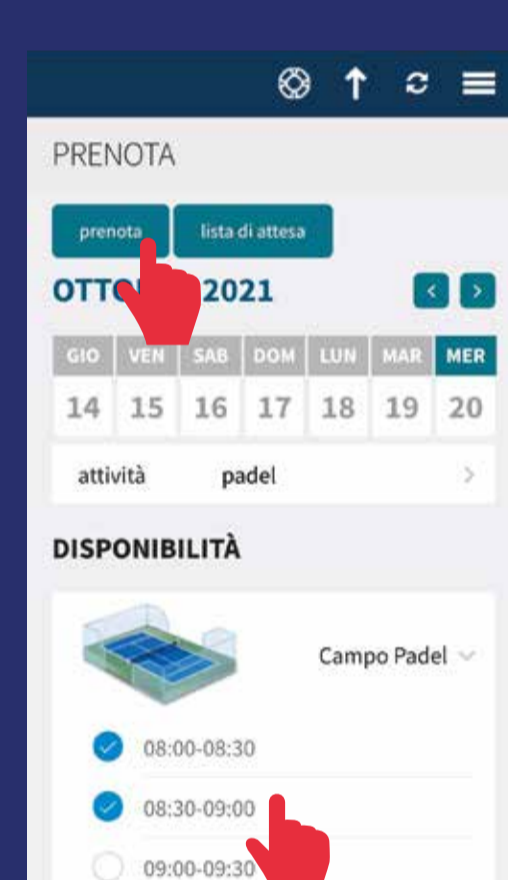 PRENOTA
prenota lista di attesa
2021
GIO VEN SAB DOM LUN MAR MER
14 15 16 17 18 19 20
attività padel
DISPONIBILITÀ
Campo Padel
08:00-08:30
08:30-09:00
09:00-09:30